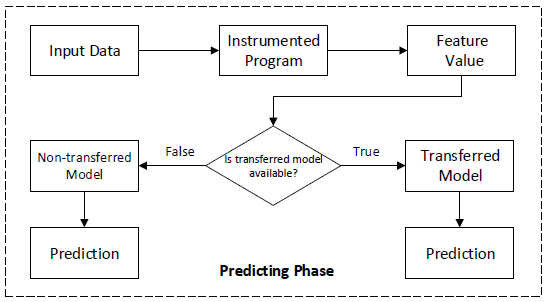 Input Data
Instrumented
Program
Feature
Value
Is transferred model
available?
False
True
Non-transferred
Model
Transferred
Model
Prediction
Prediction
Predicting Phase